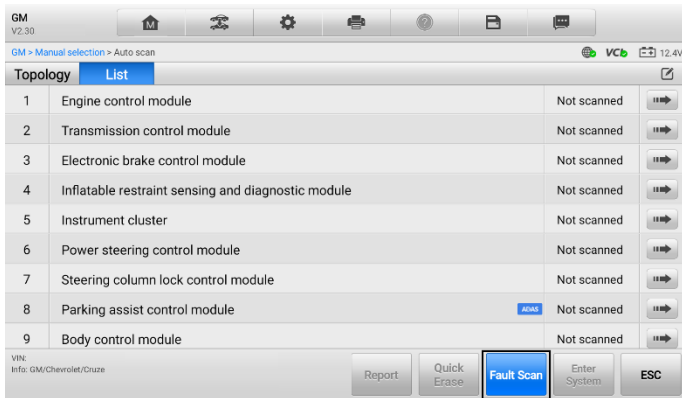 GM
V2.30
GM > Manual selection > Auto scan
VCI
12.4V
Topology List
1 Engine control module Not scanned
2 Transmission control module Not scanned
3 Electronic brake control module Not scanned
4 Inflatable restraint sensing and diagnostic module Not scanned
5 Instrument cluster Not scanned
6 Power steering control module Not scanned
7 Steering column lock control module Not scanned
8 Parking assist control module ADAS Not scanned
9 Body control module Not scanned
VIN:
Info: GM/Chevrolet/Cruze
Report
Quick
Erase
Fault Scan
Enter
System
ESC